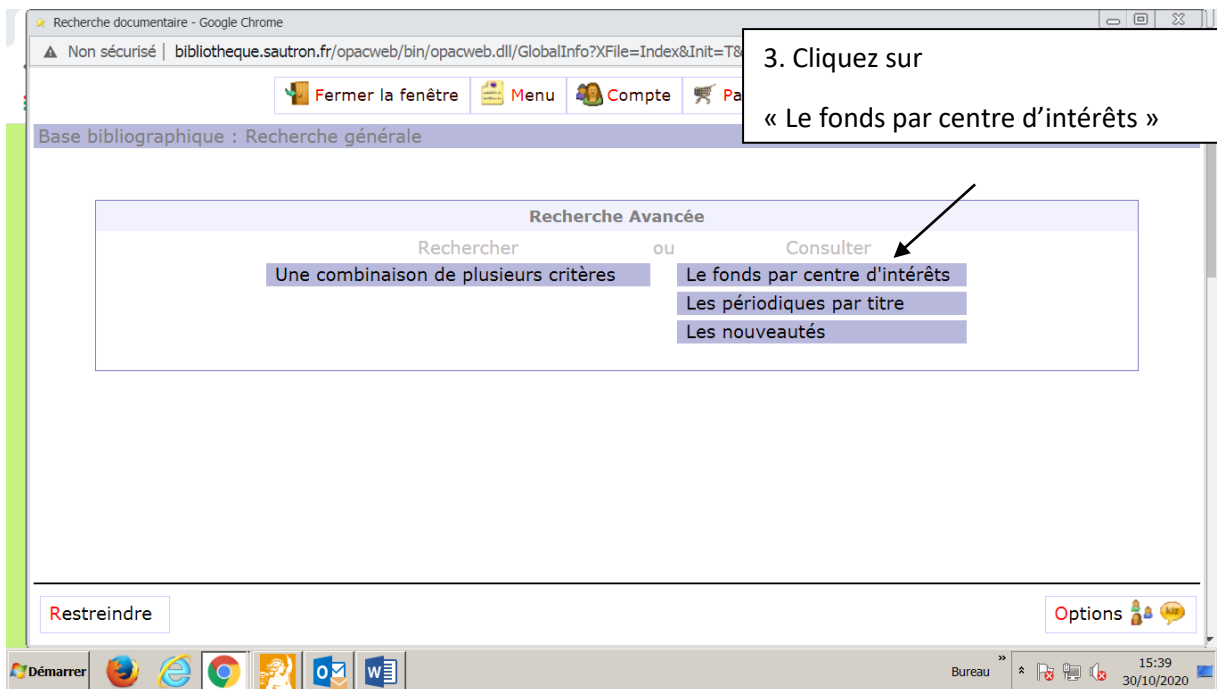 Recherche documentaire - Google Chrome
Non sécurisé | bibliotheque.sautron.fr/opacweb/bin/opacweb.dll/GlobalInfo?XFile=Index&Init=T&
3. Cliquez sur
« Le fonds par centre d’intérêts »
Fermer la fenêtre Menu Compte Pa
Base bibliographique : Recherche générale
Recherche Avancée
Rechercher ou Consulter
Une combinaison de plusieurs critères Le fonds par centre d'intérêts
Les périodiques par titre
Les nouveautés
Restreindre Options kiz
Démarrer Bureau » 15:39
30/10/2020